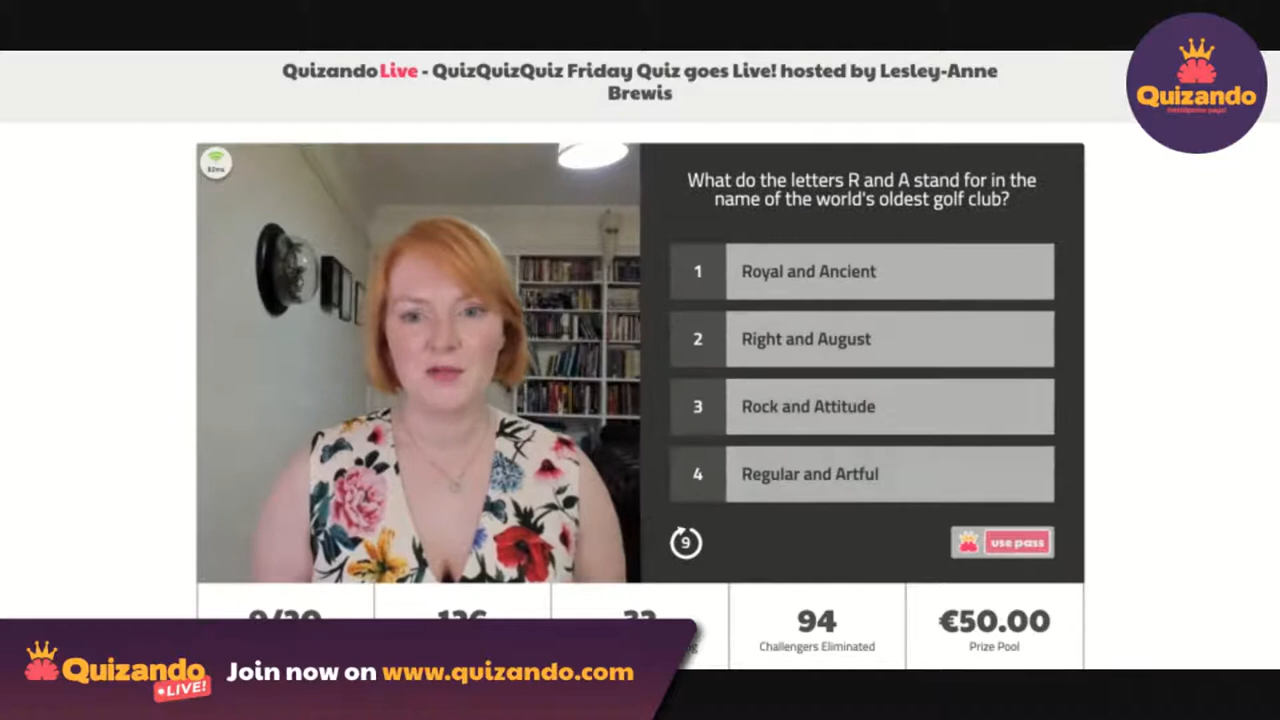 Quizando Live - QuizQuizQuiz Friday Quiz goes Live! hosted by Lesley-Anne
Brewis
Quizando
What do the letters R and A stand for in the
name of the world's oldest golf club?
1 Royal and Ancient
2 Right and August
3 Rock and Attitude
4 Regular and Artful
9
use pass
94
Challengers Eliminated
€50.00
Prize Pool
Quizando
LIVE!
Join now on www.quizando.com